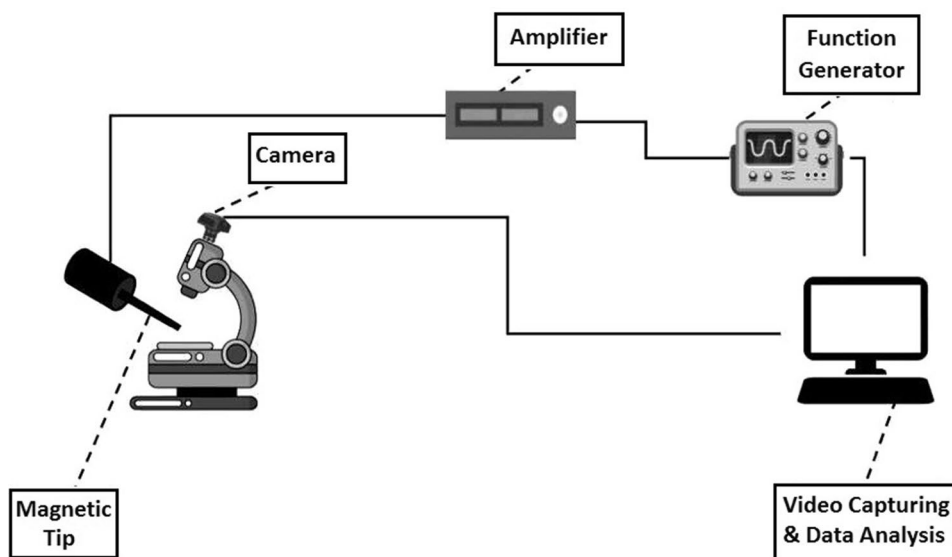 Amplifier
Function
Generator
Camera
Magnetic
Tip
Video Capturing
& Data Analysis